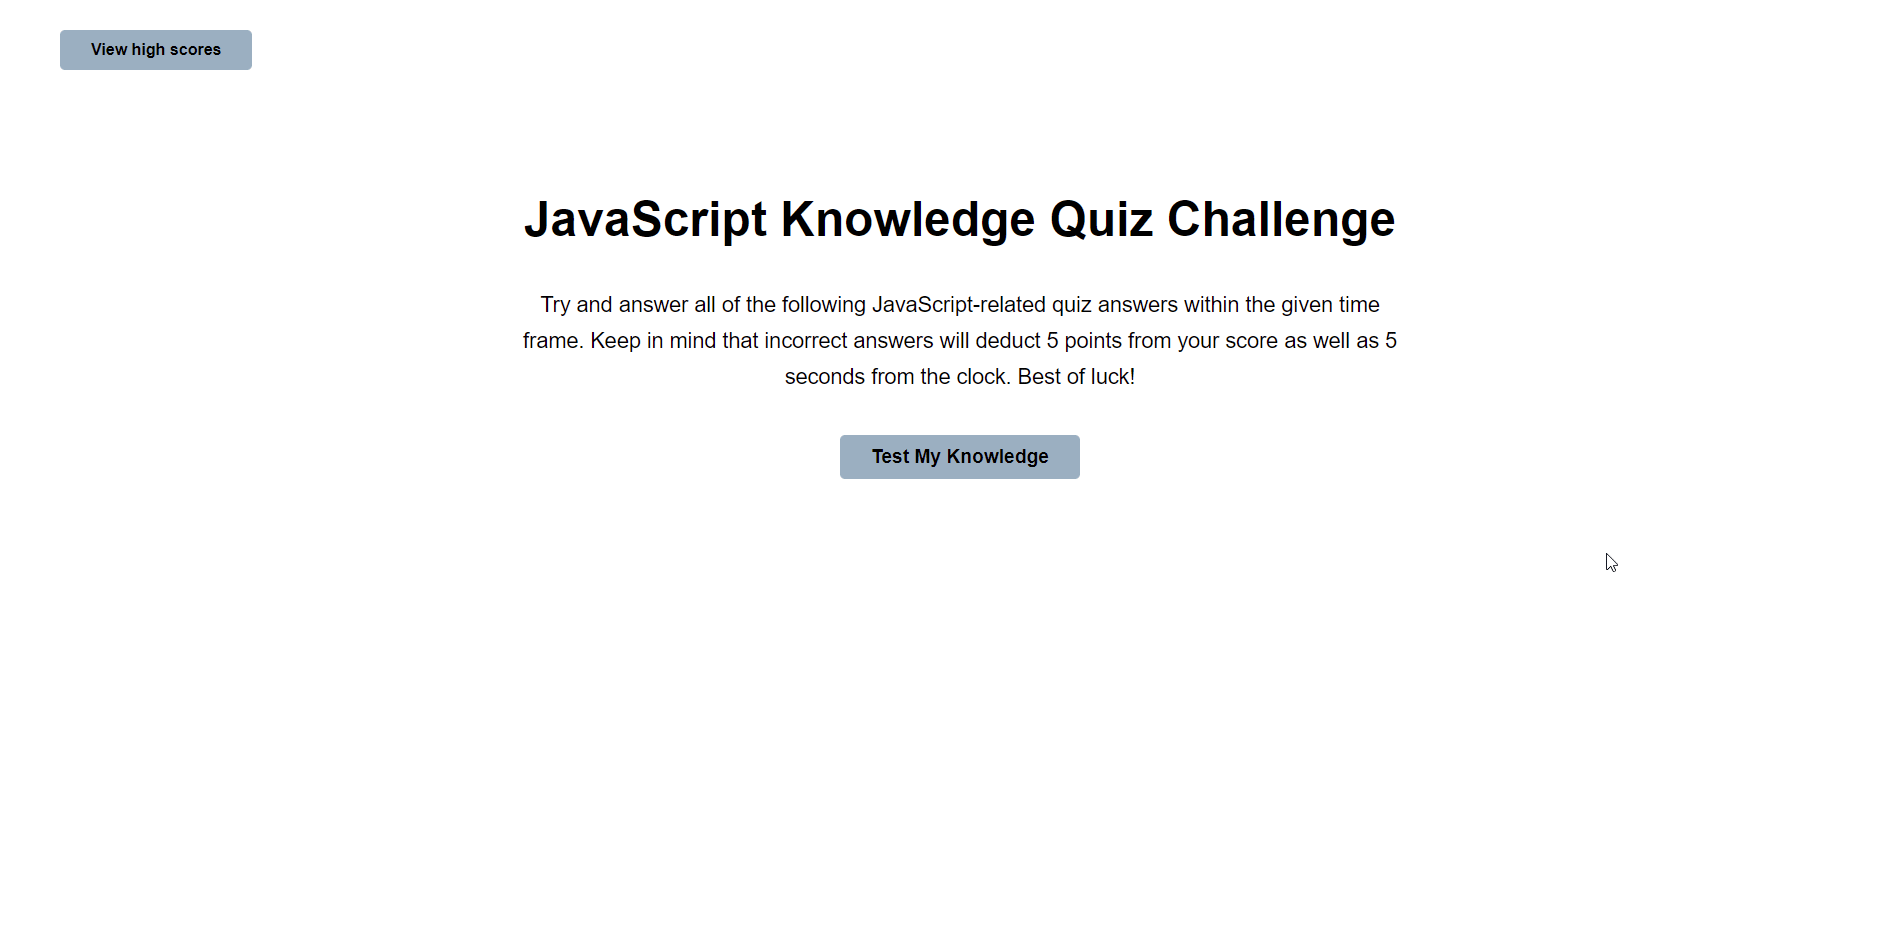 View high scores
JavaScript Knowledge Quiz Challenge
Try and answer all of the following JavaScript-related quiz answers within the given time
frame. Keep in mind that incorrect answers will deduct 5 points from your score as well as 5
seconds from the clock. Best of luck!
Test My Knowledge